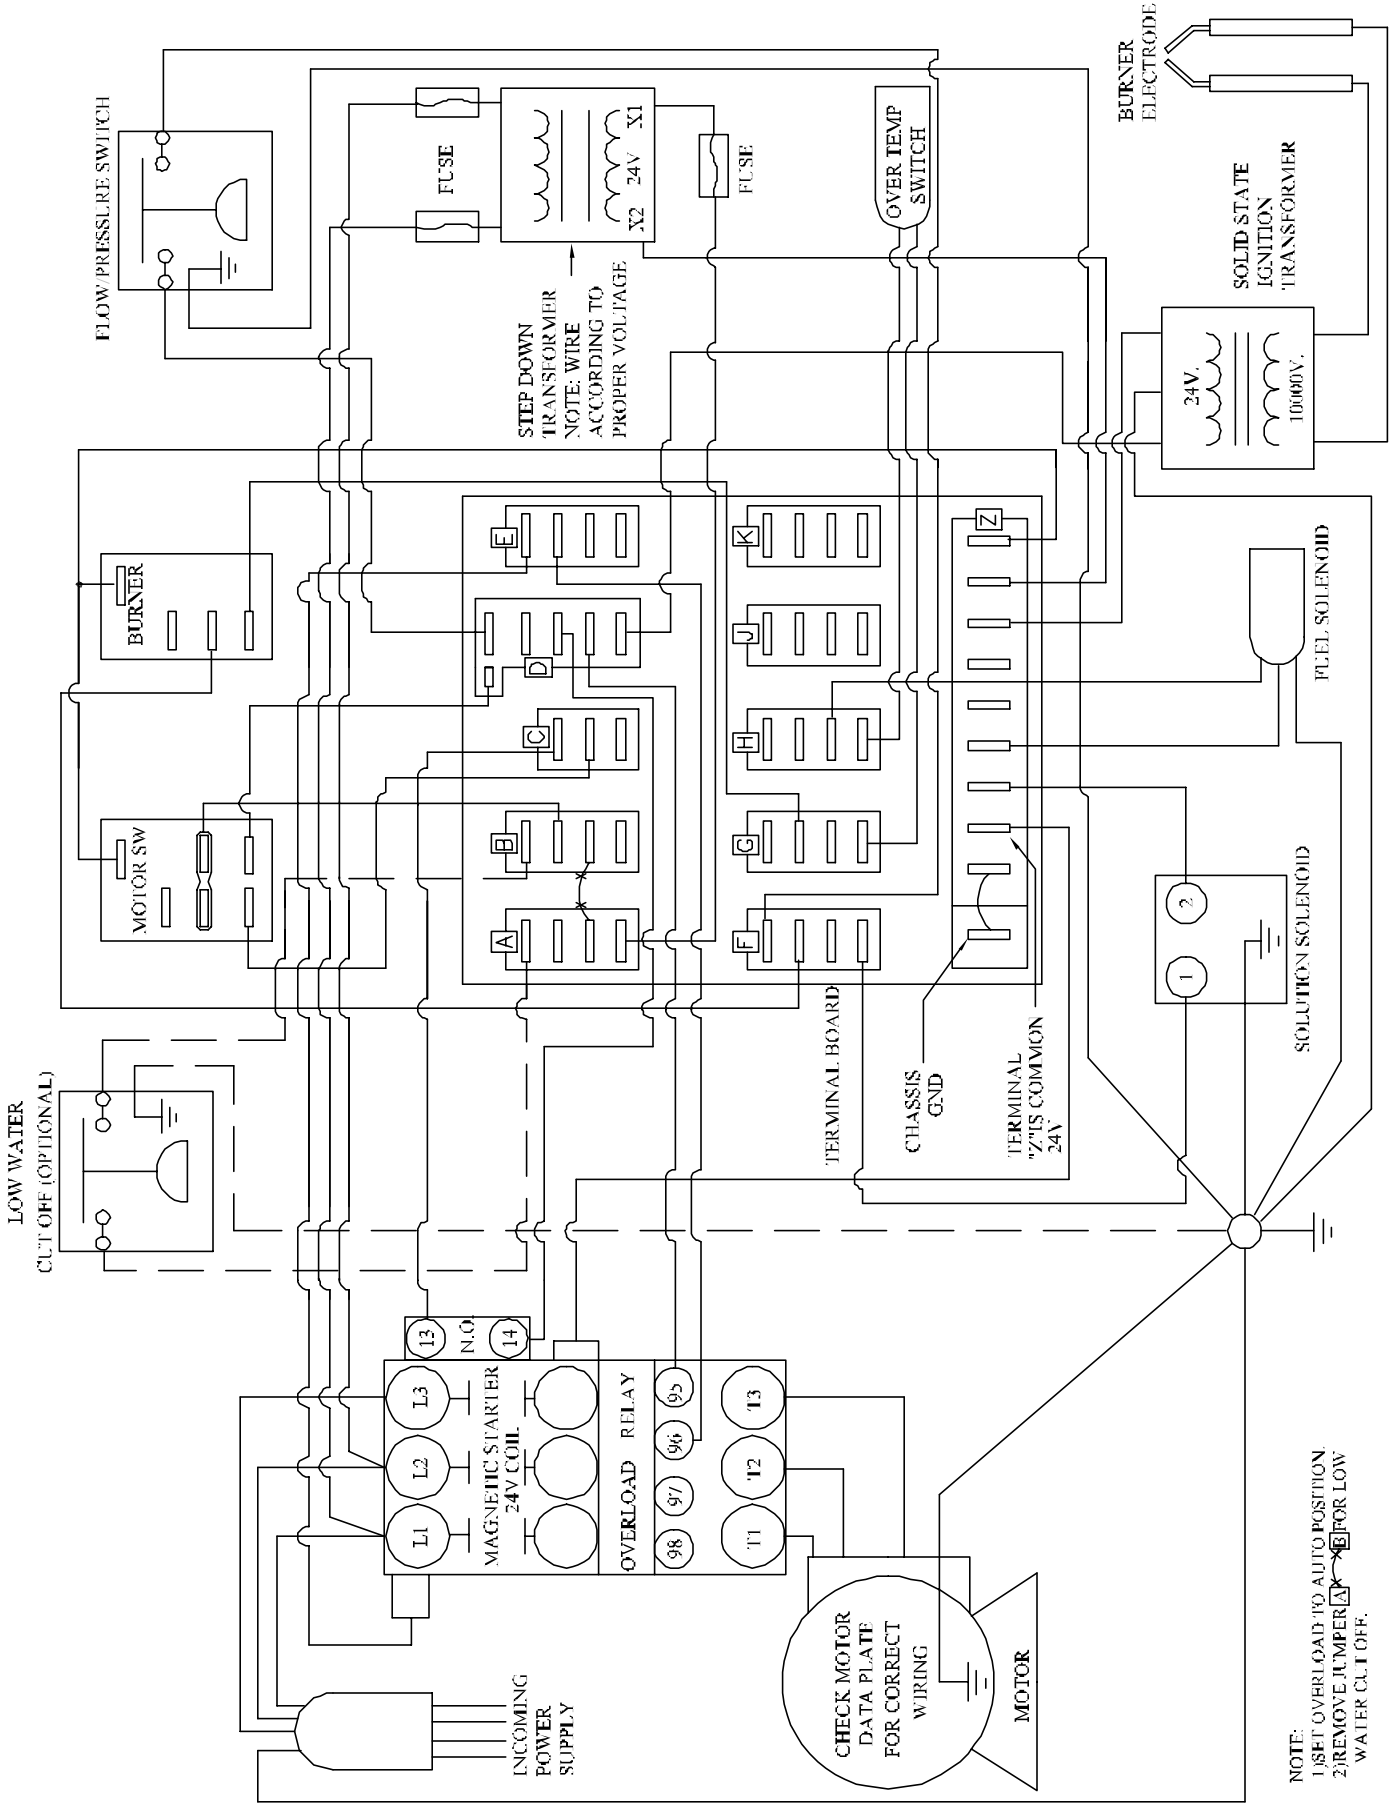 LOW WATER
CUT OFF (OPTIONAL)
MOTOR SW
BURNER
FLOW/PRESSURE SWITCH
INCOMING
POWER
SUPPLY
L1
L2
L3
13
N.O.
14
MAGNETIC STARTER
24V COIL
OVERLOAD RELAY
98
97
96
95
T1
T2
T3
CHECK MOTOR
DATA PLATE
FOR CORRECT
WIRING
MOTOR
A
B
C
D
E
F
G
H
J
K
Z
TERMINAL BOARD
CHASSIS
GND
TERMINAL
"Z" IS COMMON
24V
STEP DOWN
TRANSFORMER
NOTE: WIRE
ACCORDING TO
PROPER VOLTAGE
FUSE
X2 24V X1
FUSE
OVER TEMP
SWITCH
BURNER
ELECTRODE
SOLID STATE
IGNITION
TRANSFORMER
24V.
10000V.
FUEL SOLENOID
1
2
SOLUTION SOLENOID
NOTE:
1)SET OVERLOAD TO AUTO POSITION.
2)REMOVE JUMPER A B FOR LOW
WATER CUT OFF.